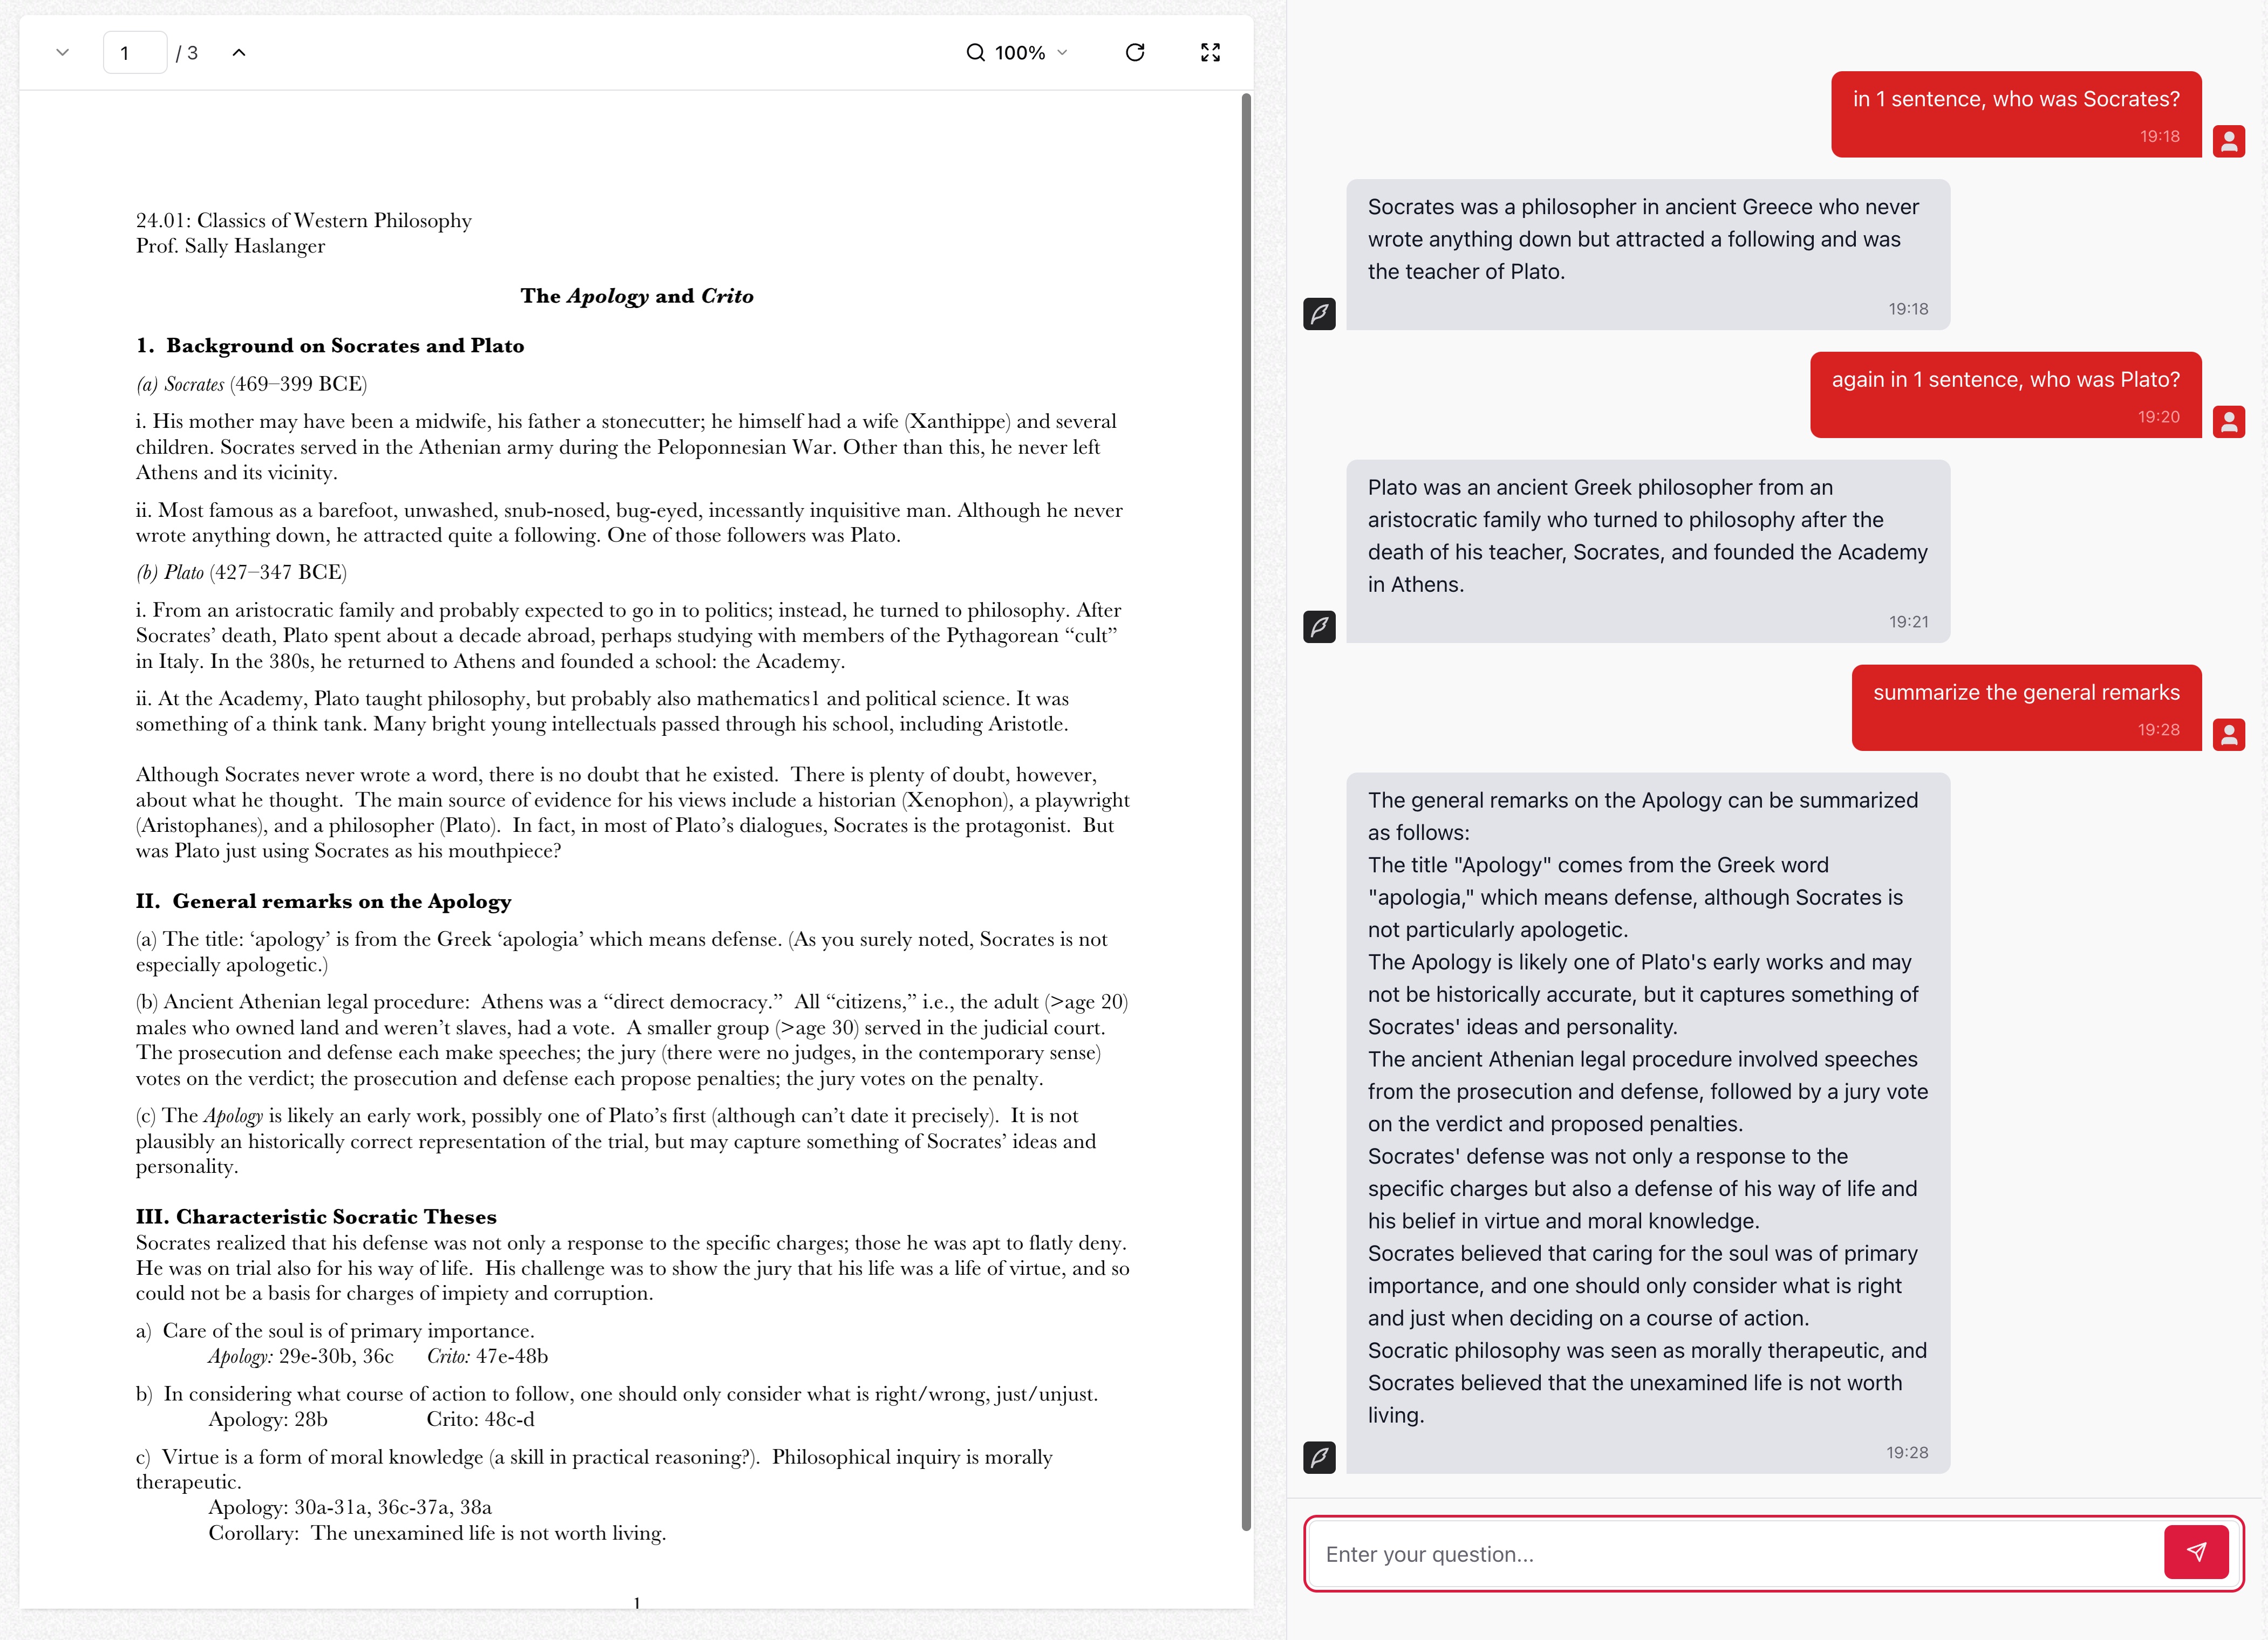 1 / 3
100%
24.01: Classics of Western Philosophy
Prof. Sally Haslanger
The Apology and Crito
1.  Background on Socrates and Plato
(a) Socrates (469–399 BCE)
i. His mother may have been a midwife, his father a stonecutter; he himself had a wife (Xanthippe) and several
children. Socrates served in the Athenian army during the Peloponnesian War. Other than this, he never left
Athens and its vicinity.
ii. Most famous as a barefoot, unwashed, snub-nosed, bug-eyed, incessantly inquisitive man. Although he never
wrote anything down, he attracted quite a following. One of those followers was Plato.
(b) Plato (427–347 BCE)
i. From an aristocratic family and probably expected to go in to politics; instead, he turned to philosophy. After
Socrates’ death, Plato spent about a decade abroad, perhaps studying with members of the Pythagorean “cult”
in Italy. In the 380s, he returned to Athens and founded a school: the Academy.
ii. At the Academy, Plato taught philosophy, but probably also mathematics1 and political science. It was
something of a think tank. Many bright young intellectuals passed through his school, including Aristotle.
Although Socrates never wrote a word, there is no doubt that he existed.  There is plenty of doubt, however,
about what he thought.  The main source of evidence for his views include a historian (Xenophon), a playwright
(Aristophanes), and a philosopher (Plato).  In fact, in most of Plato’s dialogues, Socrates is the protagonist.  But
was Plato just using Socrates as his mouthpiece?
II.  General remarks on the Apology
(a) The title: ‘apology’ is from the Greek ‘apologia’ which means defense. (As you surely noted, Socrates is not
especially apologetic.)
(b) Ancient Athenian legal procedure:  Athens was a “direct democracy.”  All “citizens,” i.e., the adult (>age 20)
males who owned land and weren’t slaves, had a vote.  A smaller group (>age 30) served in the judicial court.
The prosecution and defense each make speeches; the jury (there were no judges, in the contemporary sense)
votes on the verdict; the prosecution and defense each propose penalties; the jury votes on the penalty.
(c) The Apology is likely an early work, possibly one of Plato’s first (although can’t date it precisely).  It is not
plausibly an historically correct representation of the trial, but may capture something of Socrates’ ideas and
personality.
III. Characteristic Socratic Theses
Socrates realized that his defense was not only a response to the specific charges; those he was apt to flatly deny.
He was on trial also for his way of life.  His challenge was to show the jury that his life was a life of virtue, and so
could not be a basis for charges of impiety and corruption.
a)  Care of the soul is of primary importance.
Apology: 29e-30b, 36c     Crito: 47e-48b
b)  In considering what course of action to follow, one should only consider what is right/wrong, just/unjust.
Apology: 28b     Crito: 48c-d
c)  Virtue is a form of moral knowledge (a skill in practical reasoning?).  Philosophical inquiry is morally
therapeutic.
Apology: 30a-31a, 36c-37a, 38a
Corollary:  The unexamined life is not worth living.
1
in 1 sentence, who was Socrates?
19:18
Socrates was a philosopher in ancient Greece who never
wrote anything down but attracted a following and was
the teacher of Plato.
19:18
again in 1 sentence, who was Plato?
19:20
Plato was an ancient Greek philosopher from an
aristocratic family who turned to philosophy after the
death of his teacher, Socrates, and founded the Academy
in Athens.
19:21
summarize the general remarks
19:28
The general remarks on the Apology can be summarized
as follows:
The title "Apology" comes from the Greek word
"apologia," which means defense, although Socrates is
not particularly apologetic.
The Apology is likely one of Plato's early works and may
not be historically accurate, but it captures something of
Socrates' ideas and personality.
The ancient Athenian legal procedure involved speeches
from the prosecution and defense, followed by a jury vote
on the verdict and proposed penalties.
Socrates' defense was not only a response to the
specific charges but also a defense of his way of life and
his belief in virtue and moral knowledge.
Socrates believed that caring for the soul was of primary
importance, and one should only consider what is right
and just when deciding on a course of action.
Socratic philosophy was seen as morally therapeutic, and
Socrates believed that the unexamined life is not worth
living.
19:28
Enter your question...